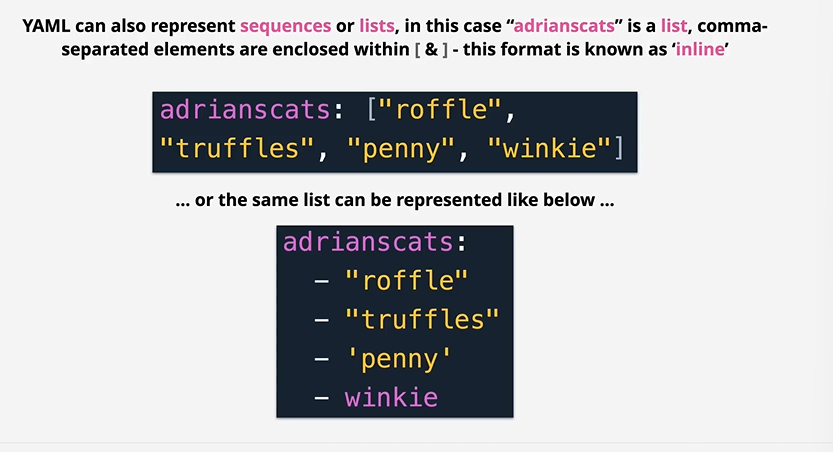 YAML can also represent sequences or lists, in this case “adrianscats” is a list, comma-
separated elements are enclosed within [ & ] - this format is known as ‘inline’
adrianscats: ["roffle",
"truffles", "penny", "winkie"]
... or the same list can be represented like below ...
adrianscats:
– "roffle"
– "truffles"
– 'penny'
– winkie